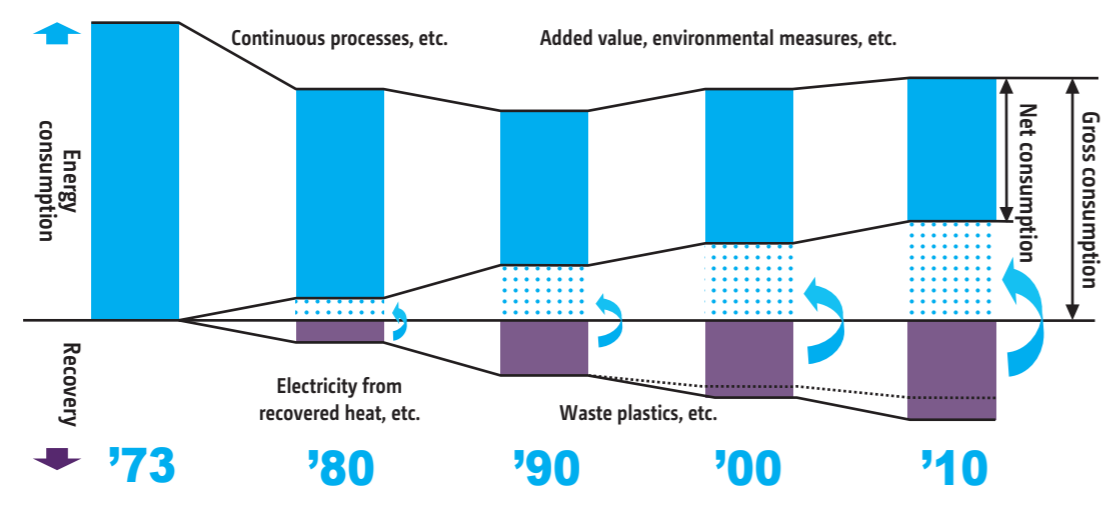 Continuous processes, etc.
Added value, environmental measures, etc.
Energy
consumption
Net consumption
Gross consumption
Recovery
Electricity from
recovered heat, etc.
Waste plastics, etc.
’73
’80
’90
’00
’10